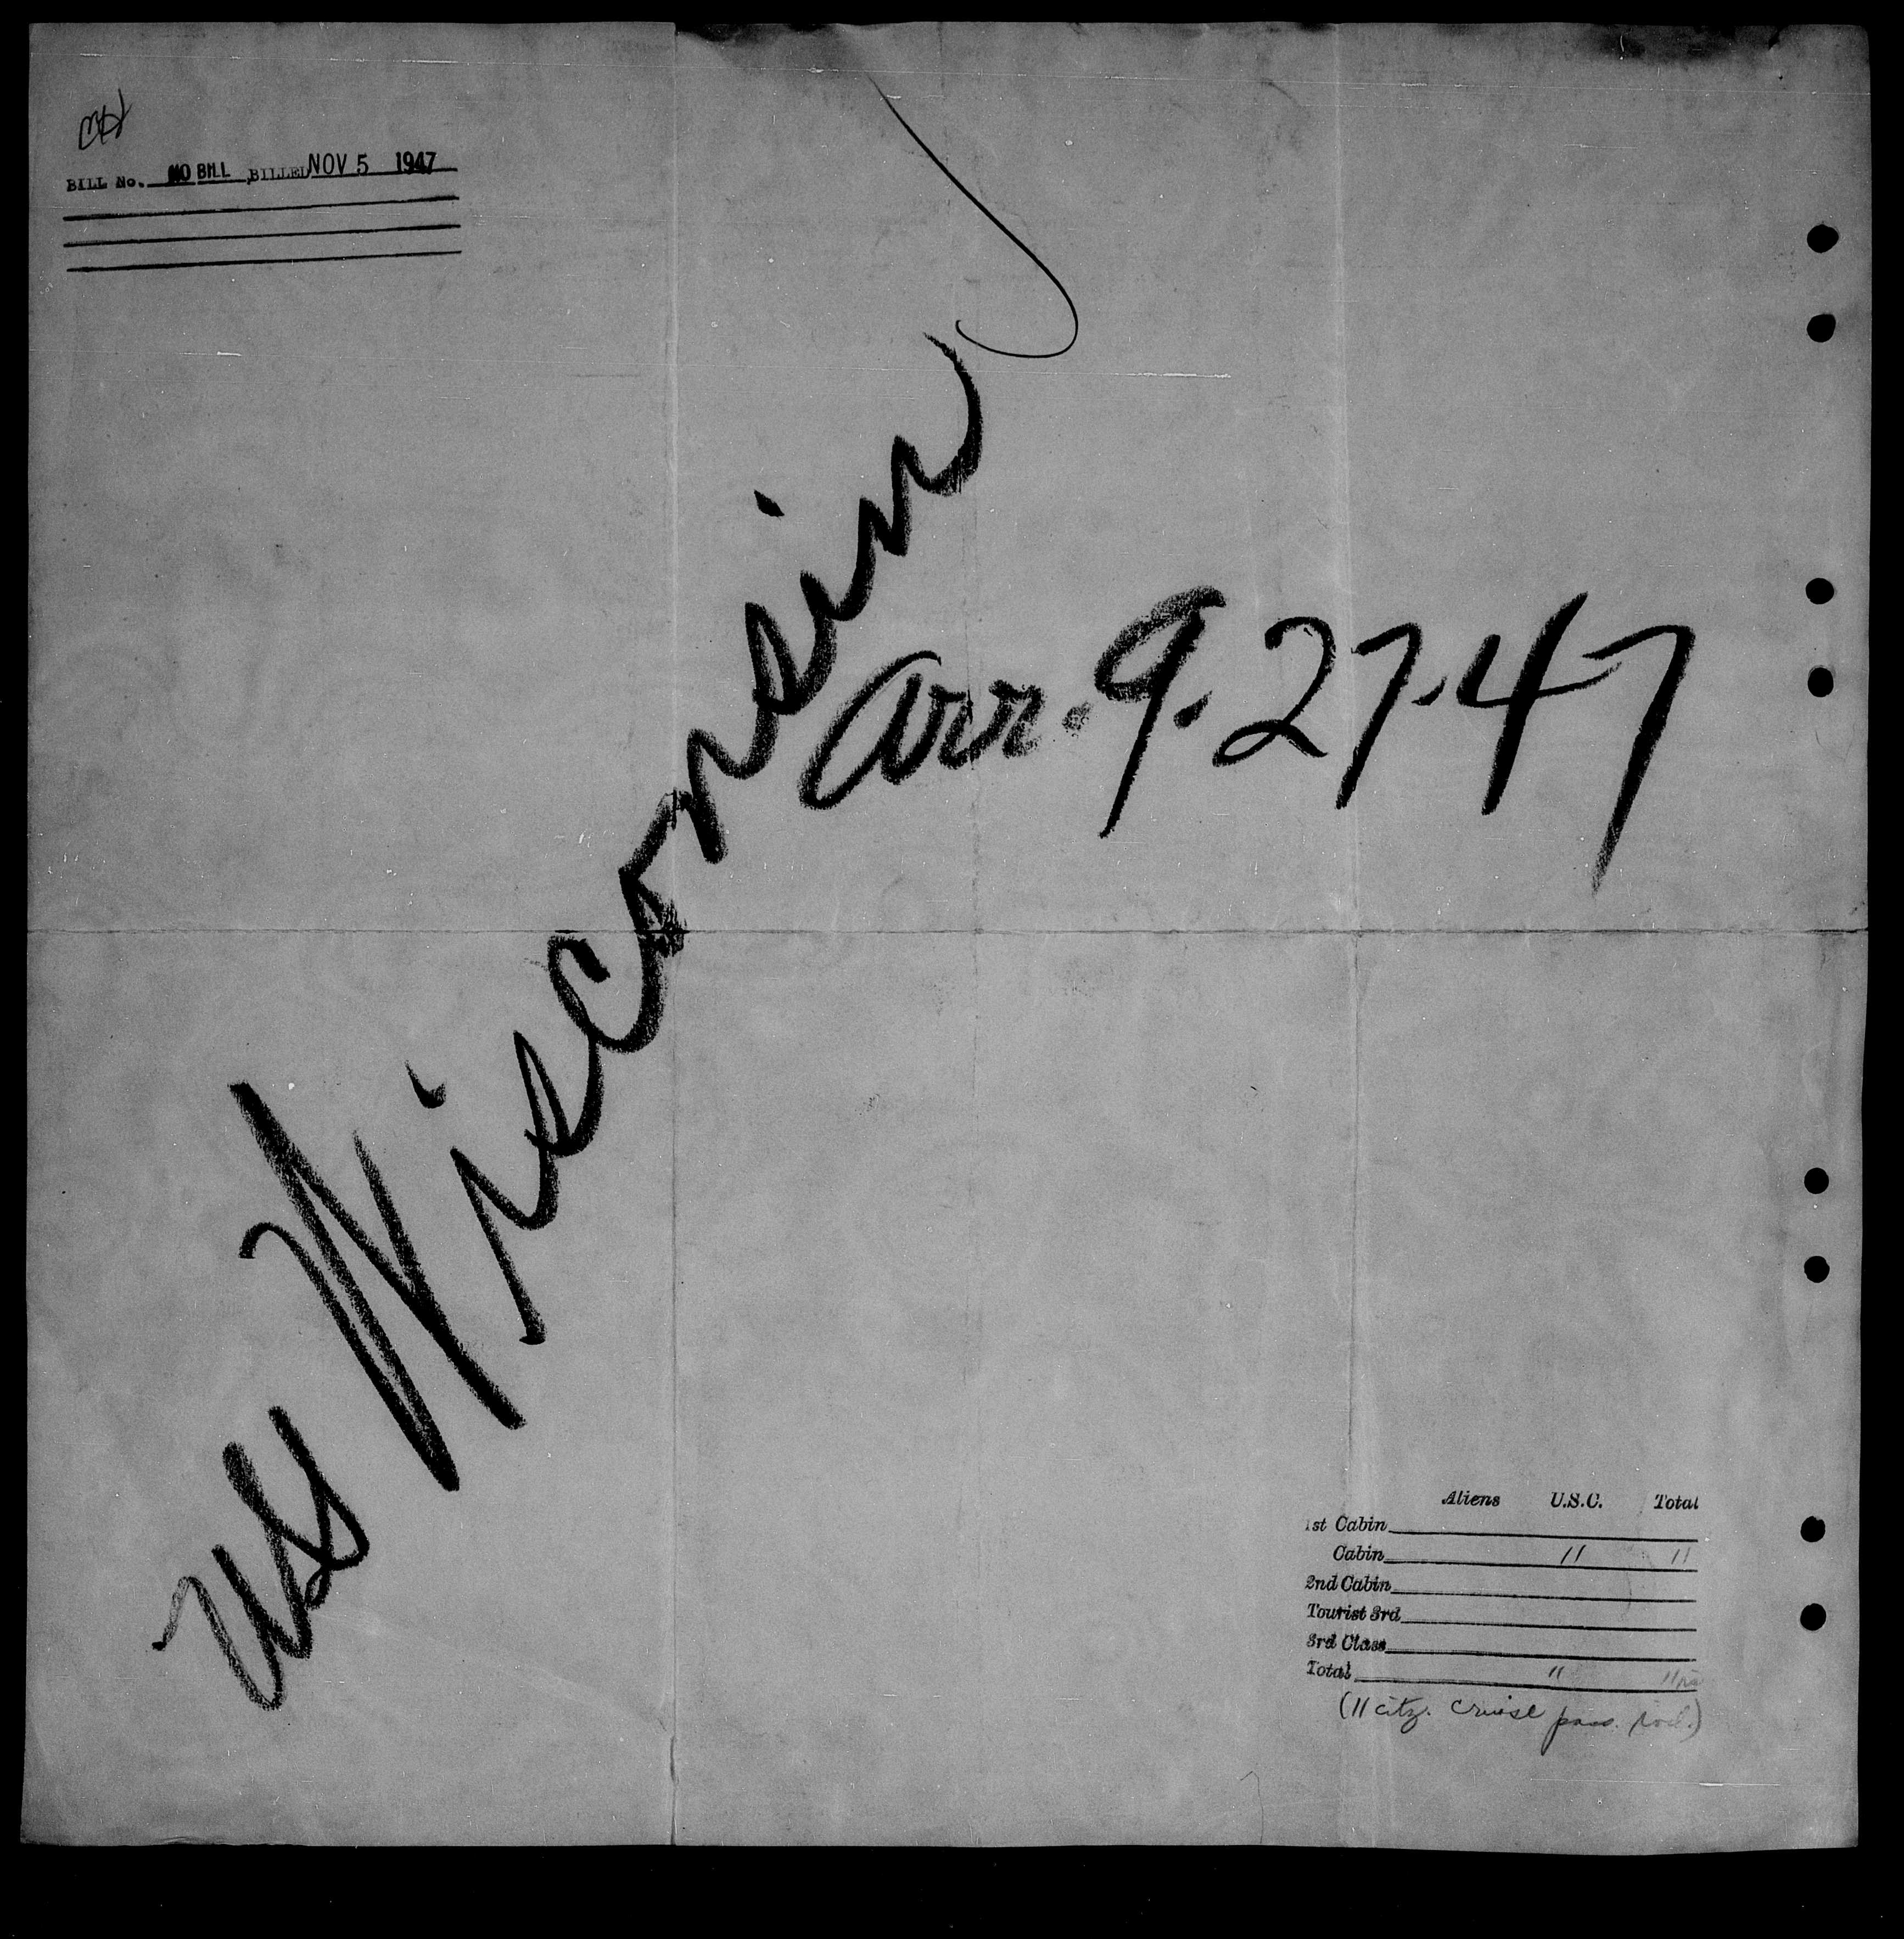 BILL No. NO BILL BILLED NOV 5 1947
USS Wisconsin
arr. 9. 27. 47
Aliens U.S.C. Total
1st Cabin
Cabin 11 11
2nd Cabin
Tourist 3rd
3rd Class
Total 11 11
(11 citz. cruise pass. incl.)